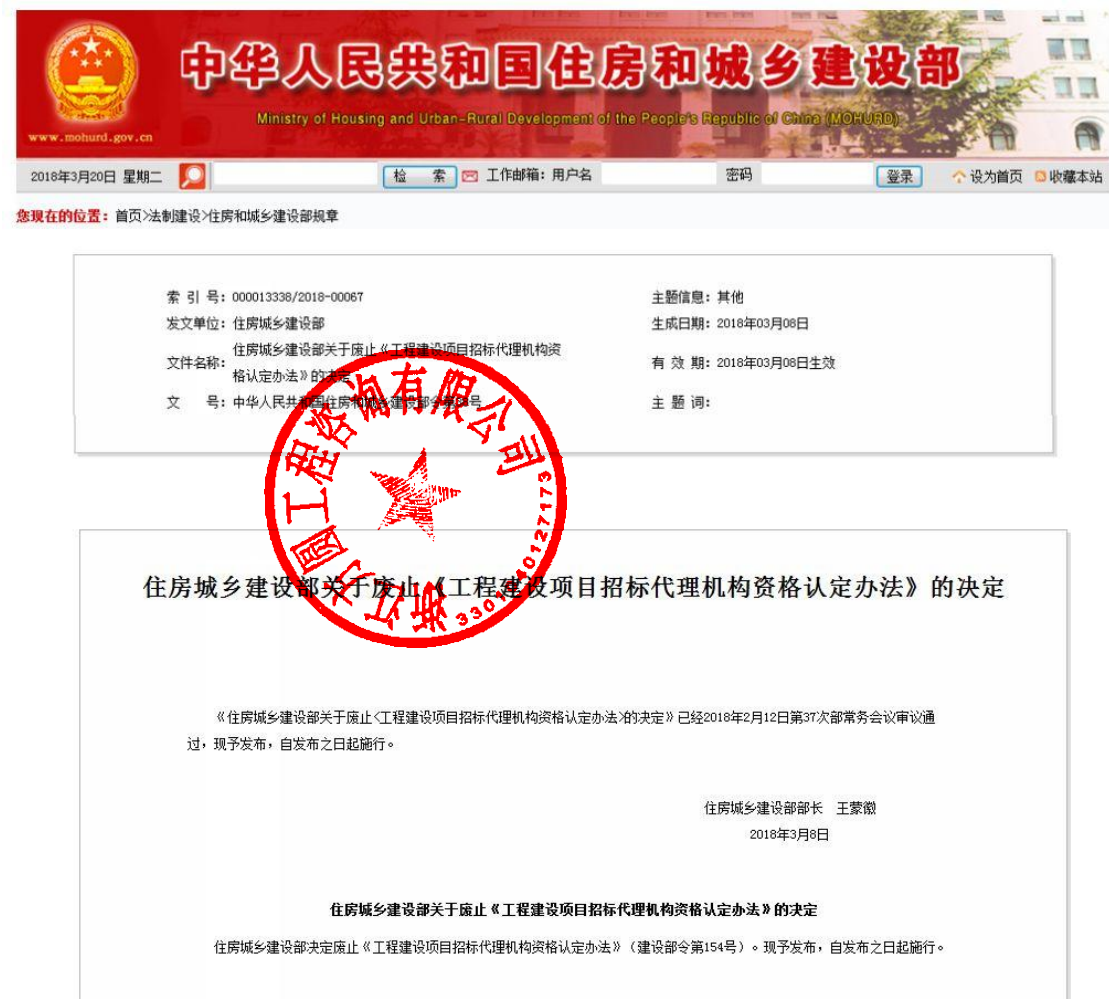 中华人民共和国住房和城乡建设部
Ministry of Housing and Urban-Rural Development of the People's Republic of China (MOHURD)
www.mohurd.gov.cn
2018年3月20日 星期二 检 索 工作邮箱：用户名 密码 登录 设为首页 收藏本站
您现在的位置：首页>法制建设>住房和城乡建设部规章
索 引 号：000013338/2018-00067 主题信息：其他
发文单位：住房城乡建设部 生成日期：2018年03月08日
文件名称：住房城乡建设部关于废止《工程建设项目招标代理机构资
格认定办法》的决定 有 效 期：2018年03月08日生效
文 号：中华人民共和国住房和城乡建设部令第38号 主 题 词：
浙江圆工程咨询有限公司
住房城乡建设部关于废止《工程建设项目招标代理机构资格认定办法》的决定
《住房城乡建设部关于废止<工程建设项目招标代理机构资格认定办法>的决定》已经2018年2月12日第37次部常务会议审议通
过，现予发布，自发布之日起施行。
住房城乡建设部部长 王蒙徽
2018年3月8日
住房城乡建设部关于废止《工程建设项目招标代理机构资格认定办法》的决定
住房城乡建设部决定废止《工程建设项目招标代理机构资格认定办法》（建设部令第154号）。现予发布，自发布之日起施行。